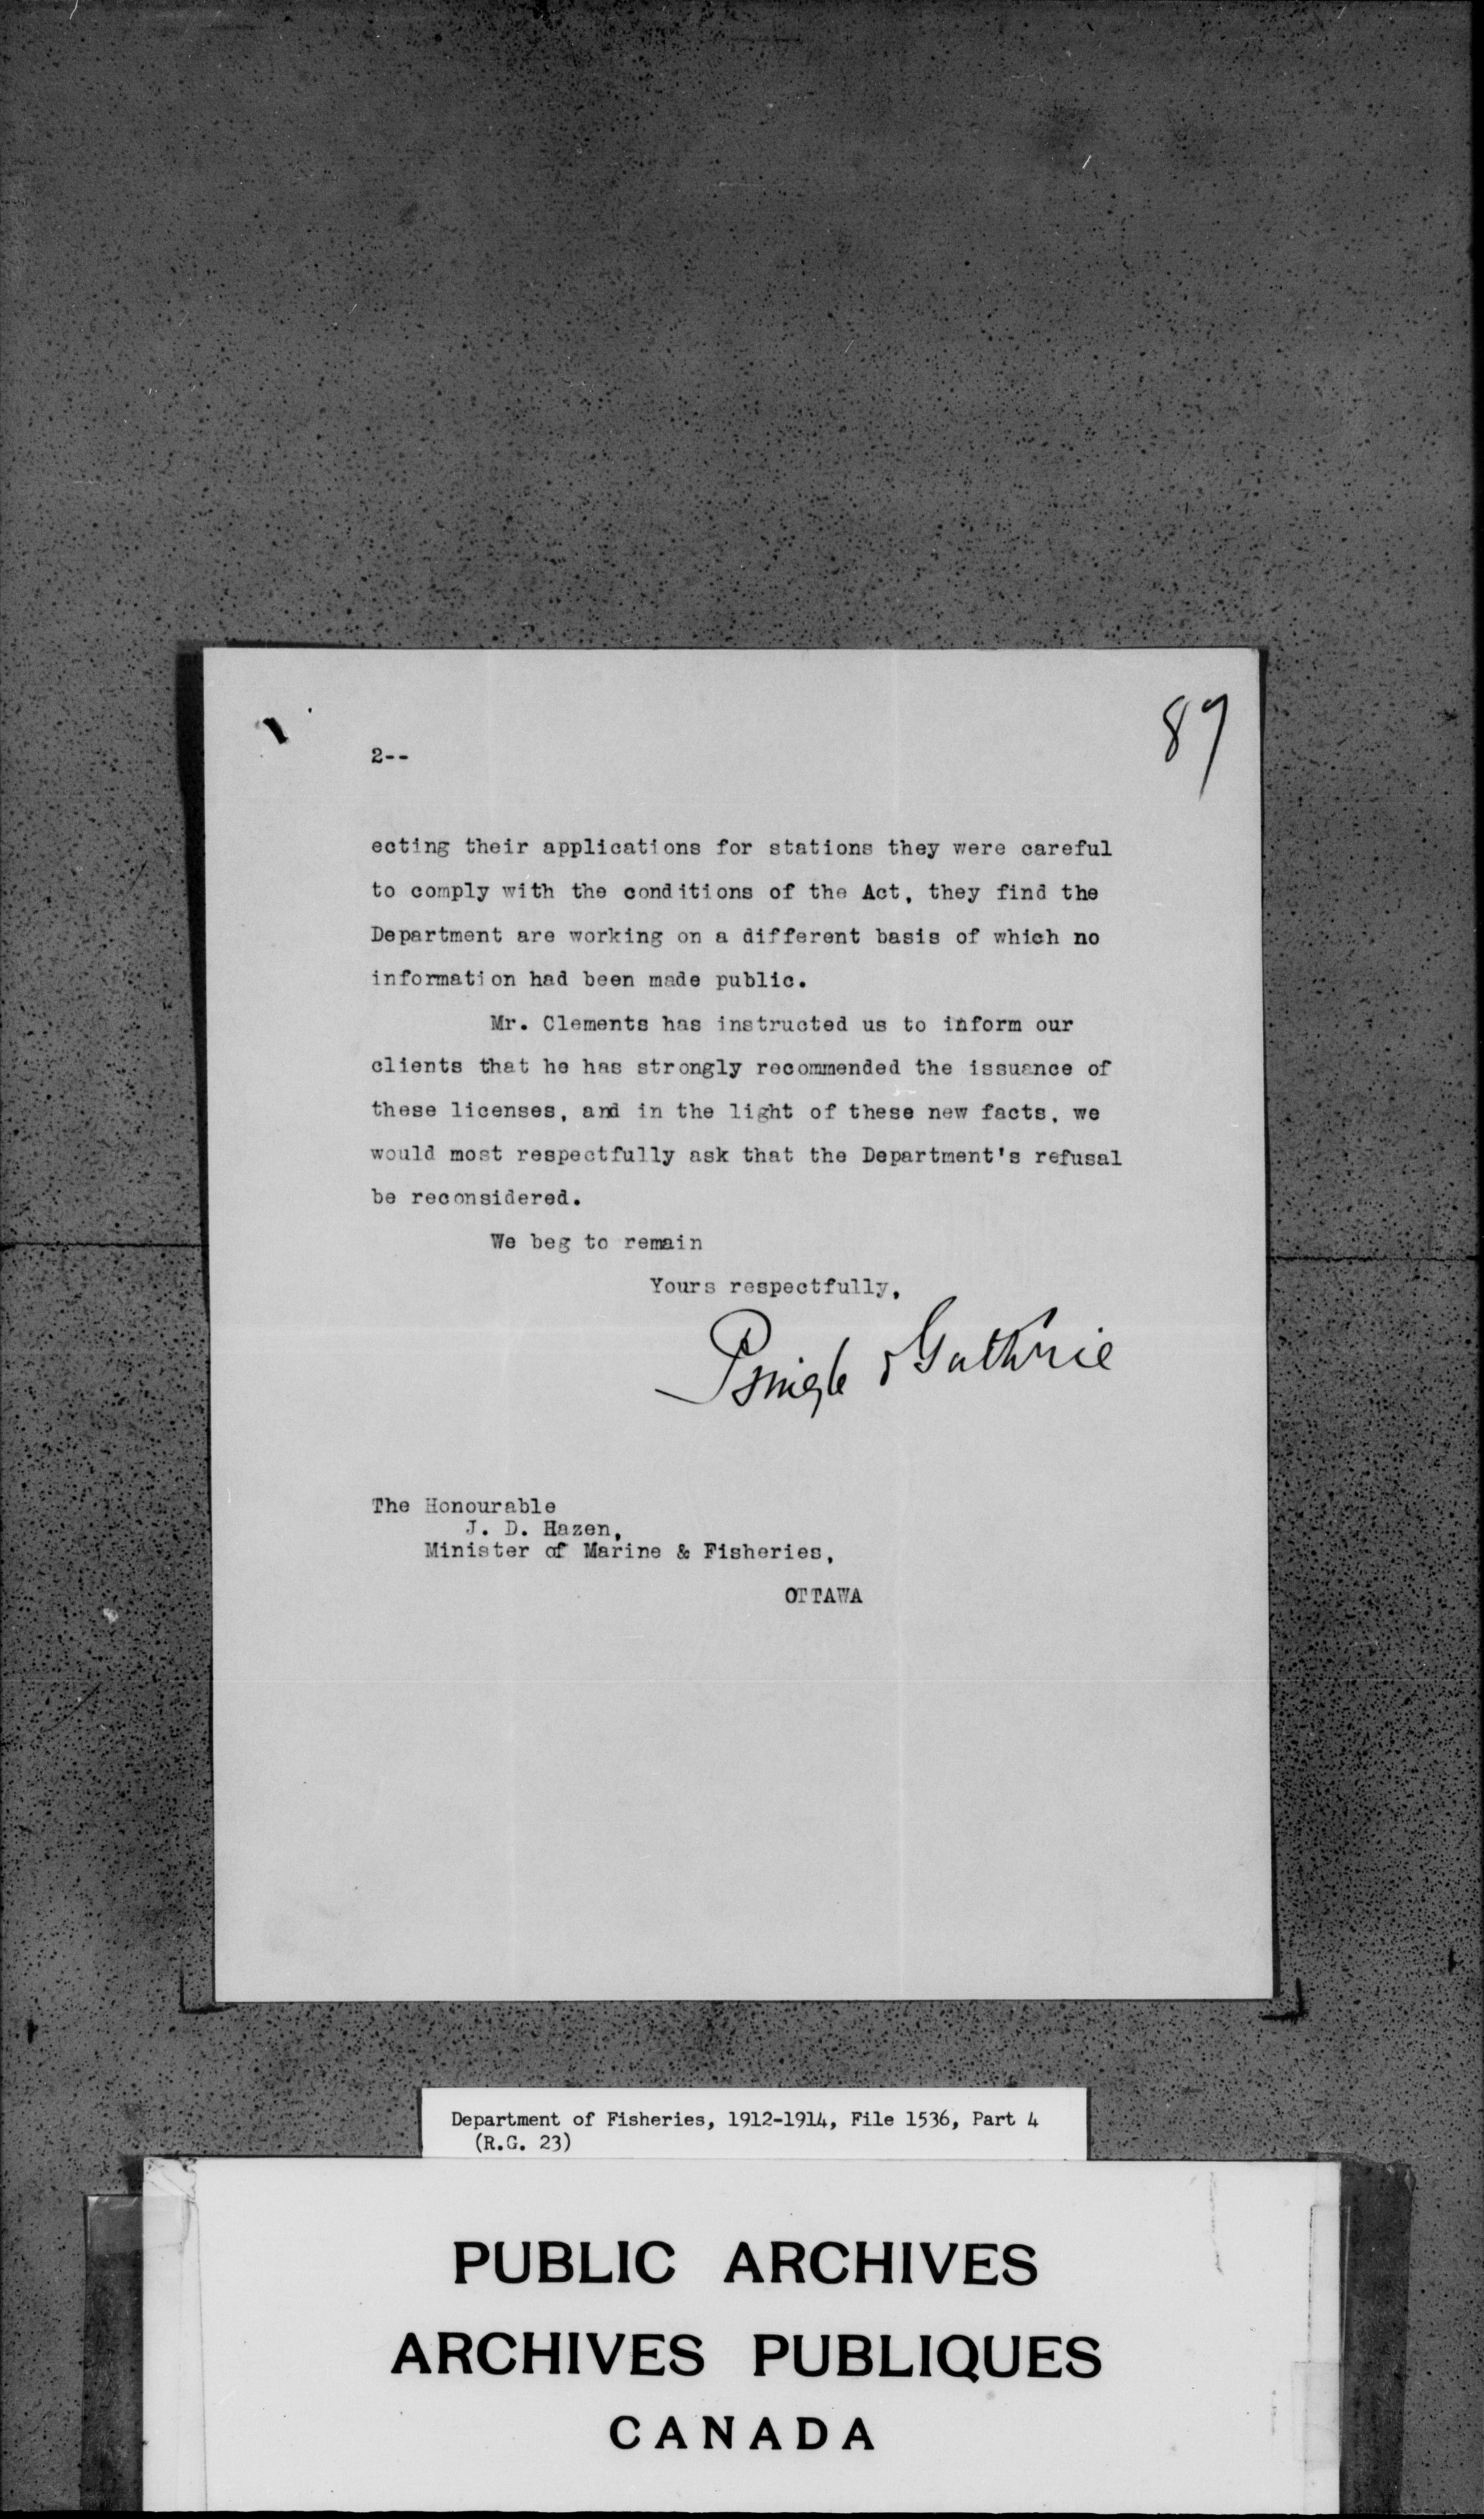 89
2--
ecting their applications for stations they were careful
to comply with the conditions of the Act, they find the
Department are working on a different basis of which no
information had been made public.
Mr. Clements has instructed us to inform our
clients that he has strongly recommended the issuance of
these licenses, and in the light of these new facts, we
would most respectfully ask that the Department's refusal
be reconsidered.
We beg to remain
Yours respectfully,
Pringle & Guthrie
The Honourable
J. D. Hazen,
Minister of Marine & Fisheries,
OTTAWA
Department of Fisheries, 1912-1914, File 1536, Part 4
(R.G. 23)
PUBLIC ARCHIVES
ARCHIVES PUBLIQUES
CANADA